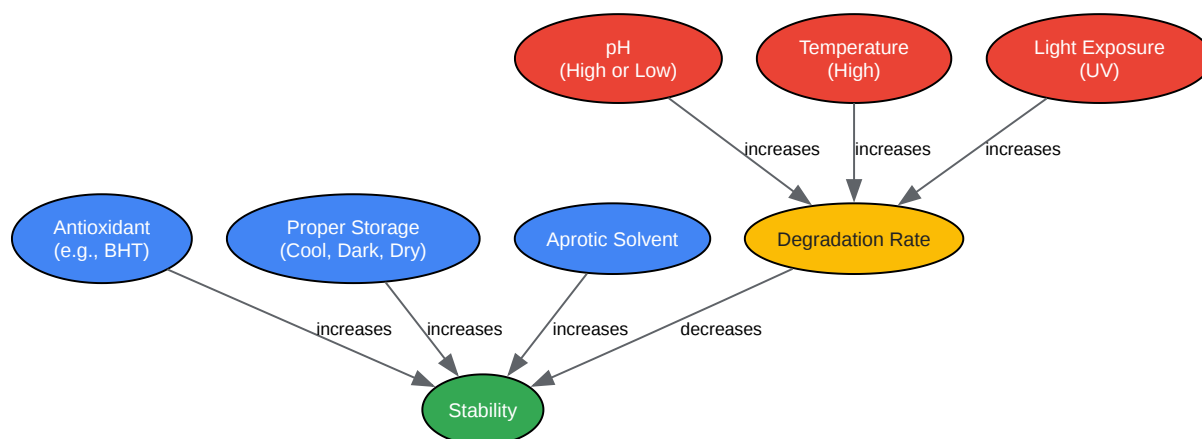 pH
(High or Low)
Temperature
(High)
Light Exposure
(UV)
increases
increases
increases
Antioxidant
(e.g., BHT)
Proper Storage
(Cool, Dark, Dry)
Aprotic Solvent
Degradation Rate
increases
increases
increases
decreases
Stability